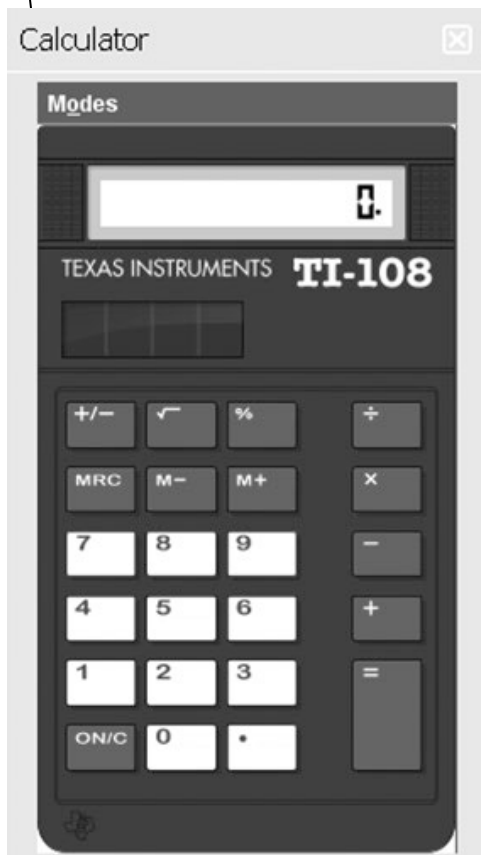 Calculator
Modes
0.
TEXAS INSTRUMENTS TI-108
+/- √ % ÷
MRC M- M+ ×
7 8 9 -
4 5 6 +
1 2 3 =
ON/C 0 .